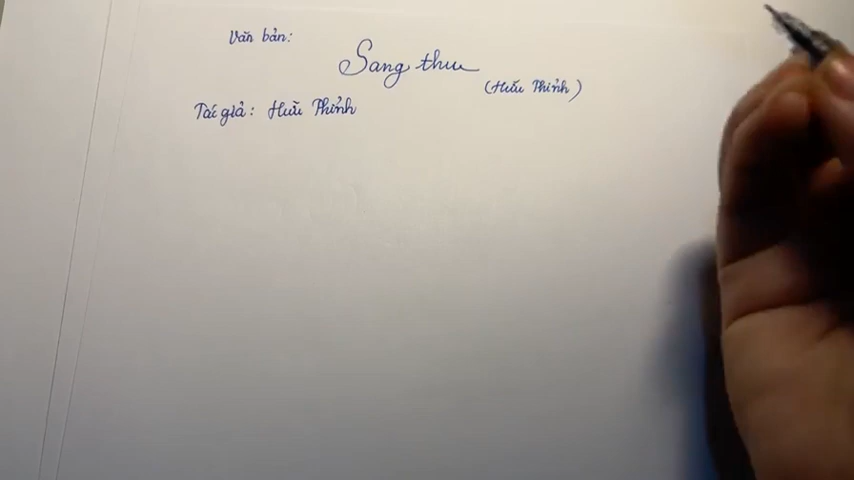 Văn bản:
Sang thu
(Hữu Thỉnh)
Tác giả: Hữu Thỉnh